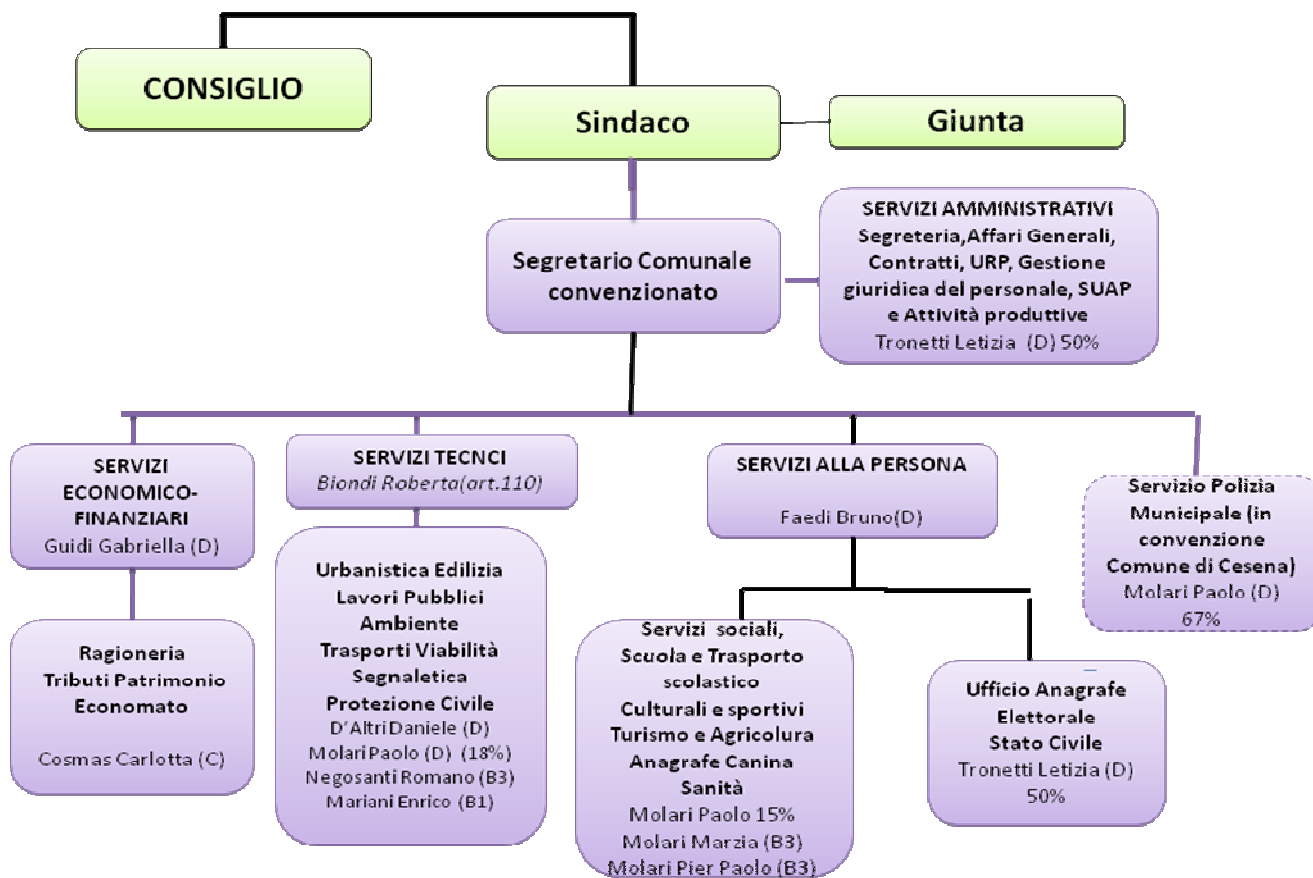 CONSIGLIO
Sindaco
Giunta
Segretario Comunale
convenzionato
SERVIZI AMMINISTRATIVI
Segreteria,Affari Generali,
Contratti, URP, Gestione
giuridica del personale, SUAP
e Attività produttive
Tronetti Letizia (D) 50%
SERVIZI
ECONOMICO-
FINANZIARI
Guidi Gabriella (D)
SERVIZI TECNCI
Biondi Roberta(art.110)
SERVIZI ALLA PERSONA
Faedi Bruno(D)
Servizio Polizia
Municipale (in
convenzione
Comune di Cesena)
Molari Paolo (D)
67%
Ragioneria
Tributi Patrimonio
Economato
Cosmas Carlotta (C)
Urbanistica Edilizia
Lavori Pubblici
Ambiente
Trasporti Viabilità
Segnaletica
Protezione Civile
D'Altri Daniele (D)
Molari Paolo (D) (18%)
Negosanti Romano (B3)
Mariani Enrico (B1)
Servizi sociali,
Scuola e Trasporto
scolastico
Culturali e sportivi
Turismo e Agricolura
Anagrafe Canina
Sanità
Molari Paolo 15%
Molari Marzia (B3)
Molari Pier Paolo (B3)
Ufficio Anagrafe
Elettorale
Stato Civile
Tronetti Letizia (D)
50%